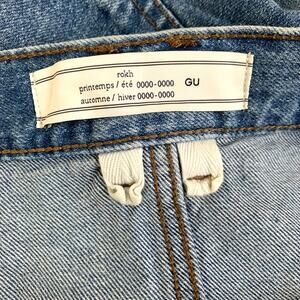 rokh
printemps / été 0000-0000 GU
automne / hiver 0000-0000